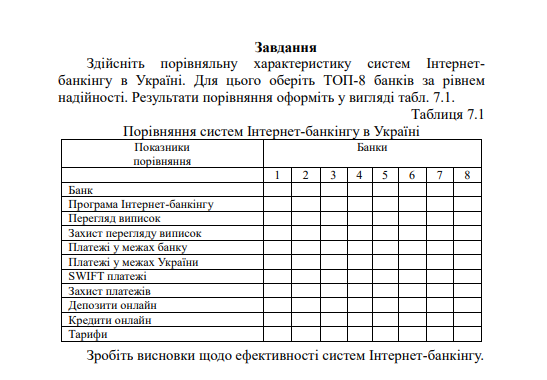 Завдання
Здійсніть порівняльну характеристику систем Інтернет-
банкінгу в Україні. Для цього оберіть ТОП-8 банків за рівнем
надійності. Результати порівняння оформіть у вигляді табл. 7.1.
Таблиця 7.1
Порівняння систем Інтернет-банкінгу в Україні
Показники порівняння Банки
1 2 3 4 5 6 7 8
Банк
Програма Інтернет-банкінгу
Перегляд виписок
Захист перегляду виписок
Платежі у межах банку
Платежі у межах України
SWIFT платежі
Захист платежів
Депозити онлайн
Кредити онлайн
Тарифи
Зробіть висновки щодо ефективності систем Інтернет-банкінгу.